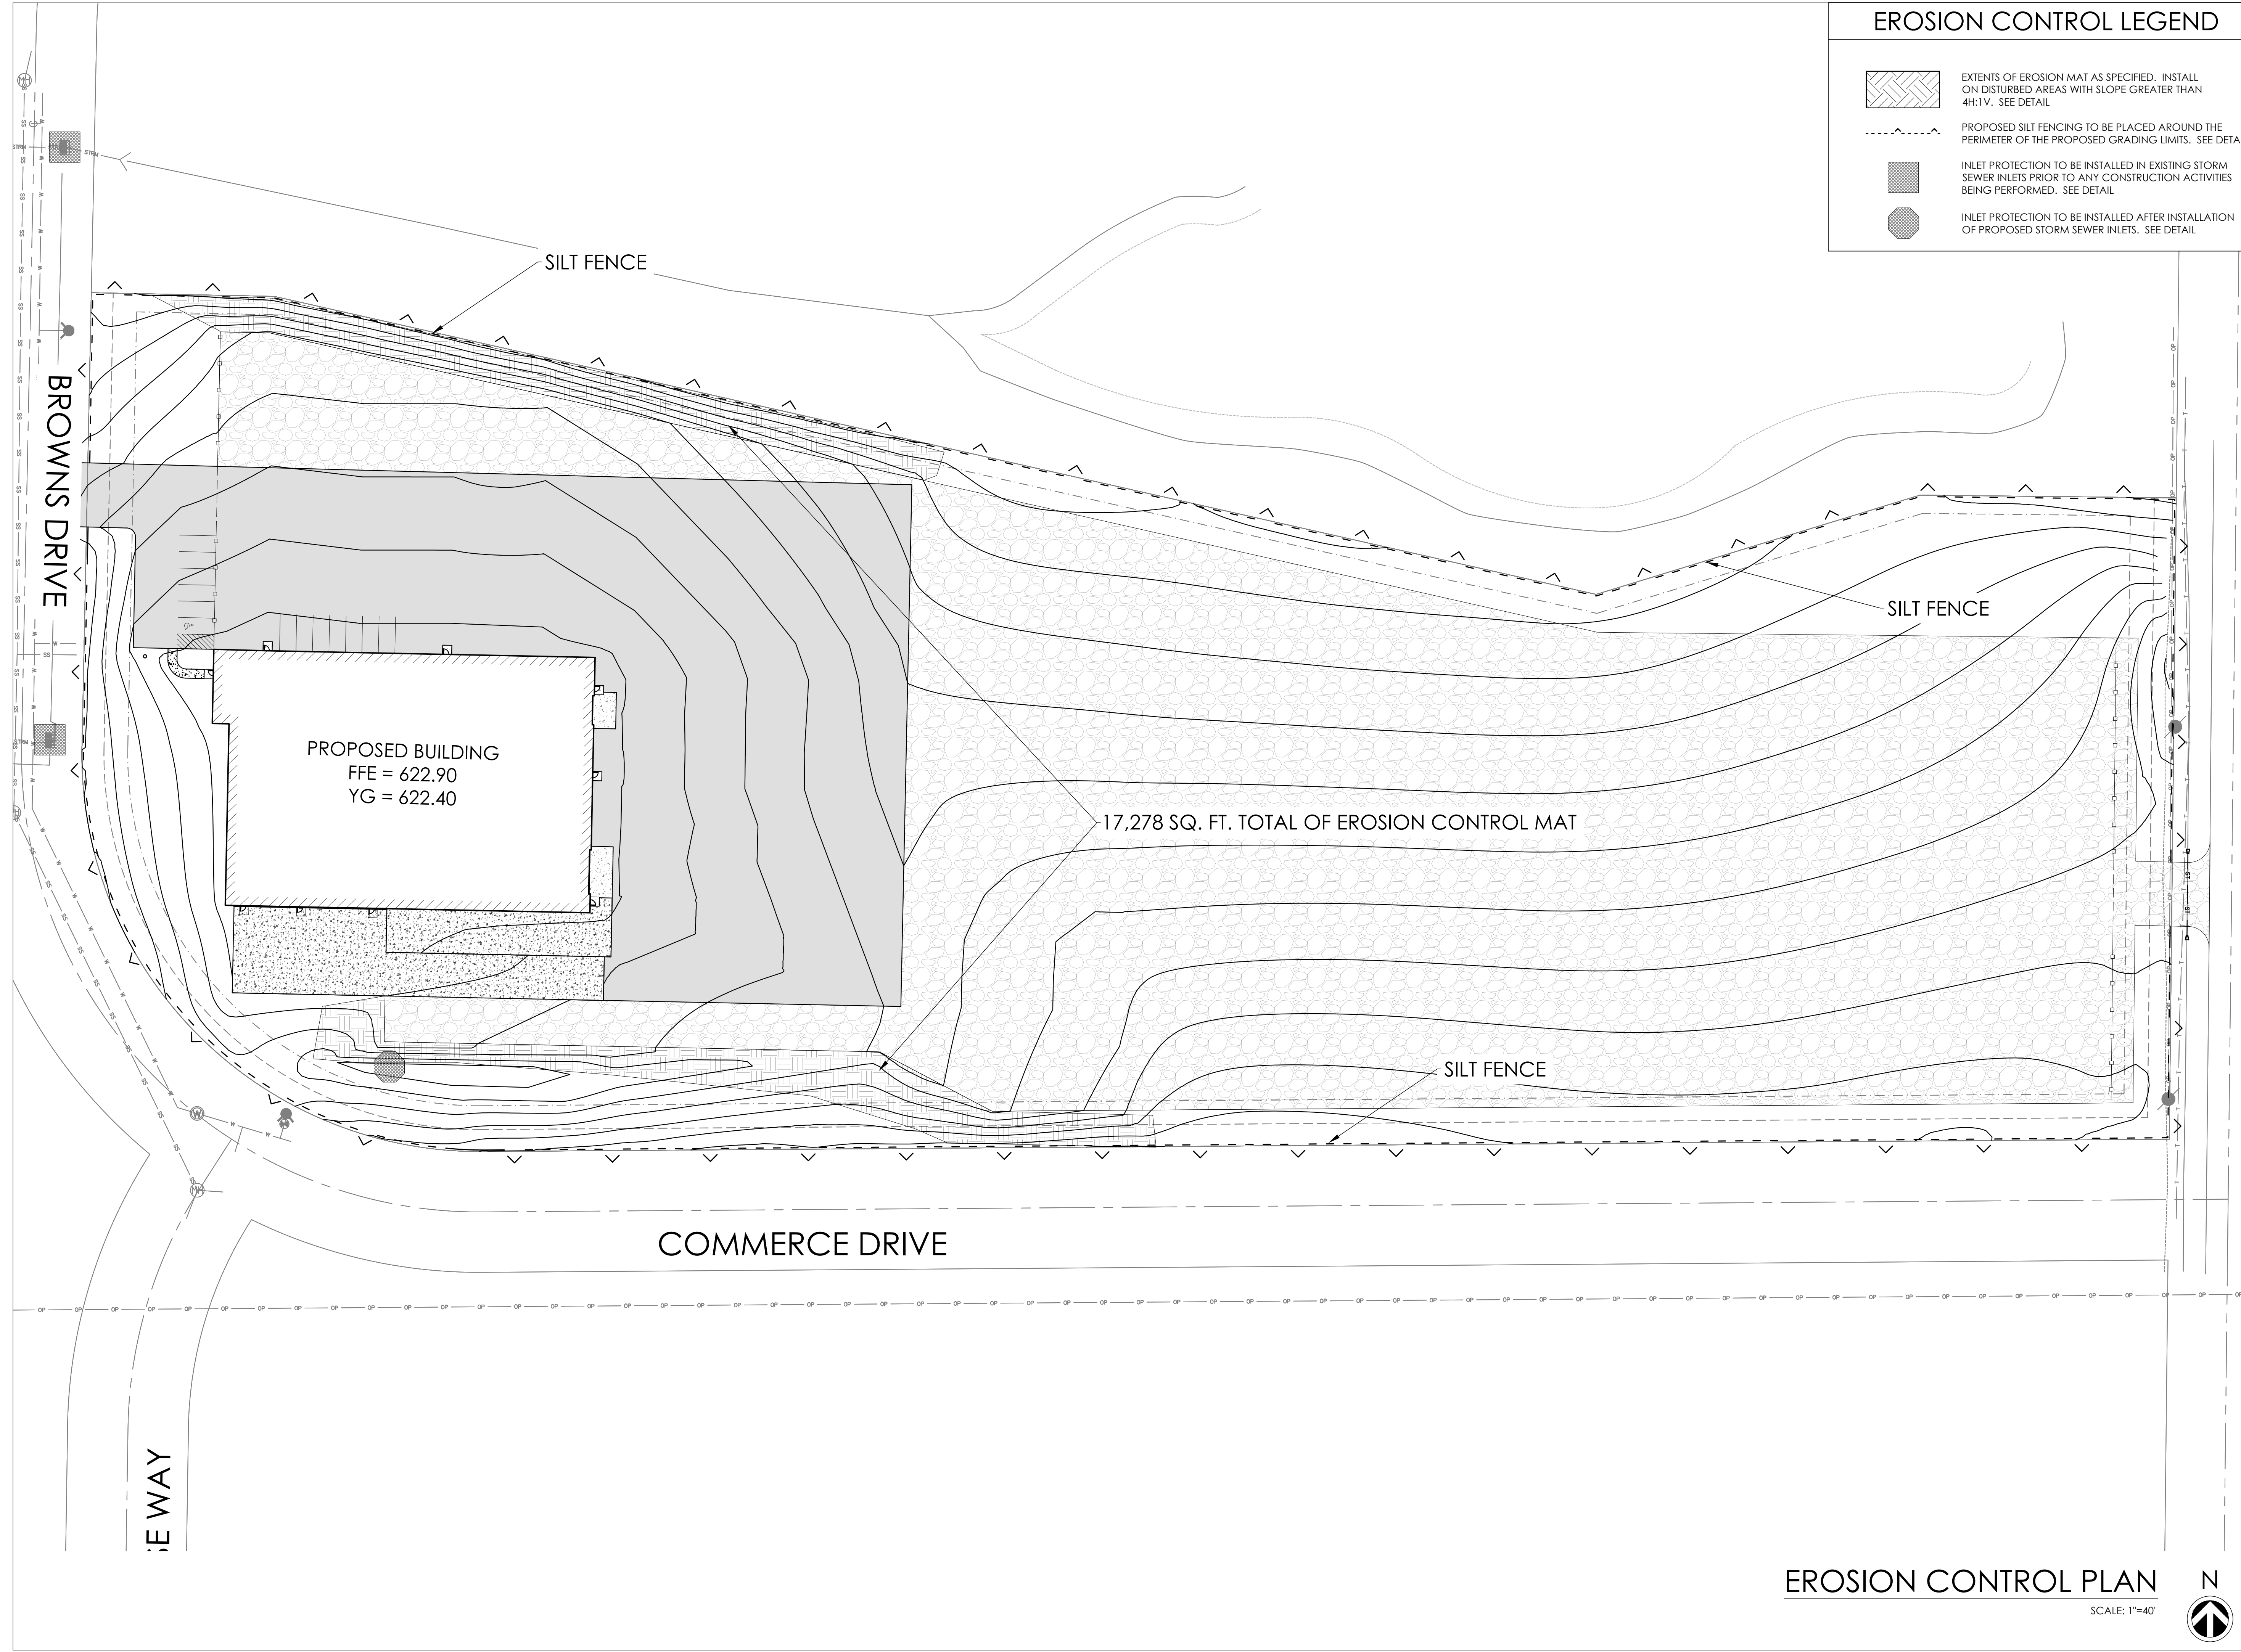 EROSION CONTROL LEGEND
EXTENTS OF EROSION MAT AS SPECIFIED. INSTALL
ON DISTURBED AREAS WITH SLOPE GREATER THAN
4H:1V. SEE DETAIL
PROPOSED SILT FENCING TO BE PLACED AROUND THE
PERIMETER OF THE PROPOSED GRADING LIMITS. SEE DETA
INLET PROTECTION TO BE INSTALLED IN EXISTING STORM
SEWER INLETS PRIOR TO ANY CONSTRUCTION ACTIVITIES
BEING PERFORMED. SEE DETAIL
INLET PROTECTION TO BE INSTALLED AFTER INSTALLATION
OF PROPOSED STORM SEWER INLETS. SEE DETAIL
SILT FENCE
BROWNS DRIVE
SILT FENCE
PROPOSED BUILDING
FFE = 622.90
YG = 622.40
17,278 SQ. FT. TOTAL OF EROSION CONTROL MAT
SILT FENCE
COMMERCE DRIVE
SE WAY
EROSION CONTROL PLAN
SCALE: 1"=40'
N